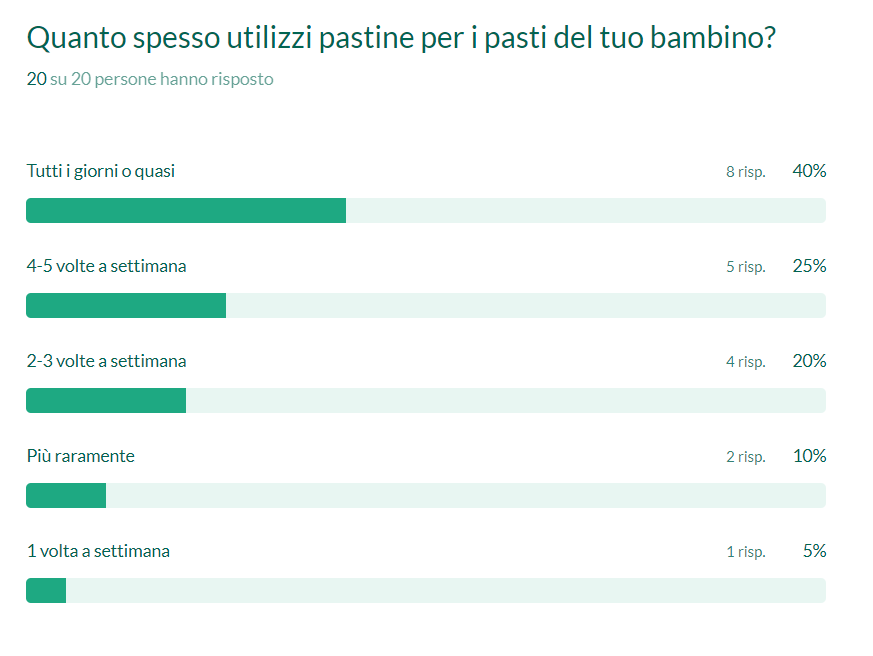 Quanto spesso utilizzi pastine per i pasti del tuo bambino?
20 su 20 persone hanno risposto
Tutti i giorni o quasi 8 risp. 40%
4-5 volte a settimana 5 risp. 25%
2-3 volte a settimana 4 risp. 20%
Più raramente 2 risp. 10%
1 volta a settimana 1 risp. 5%